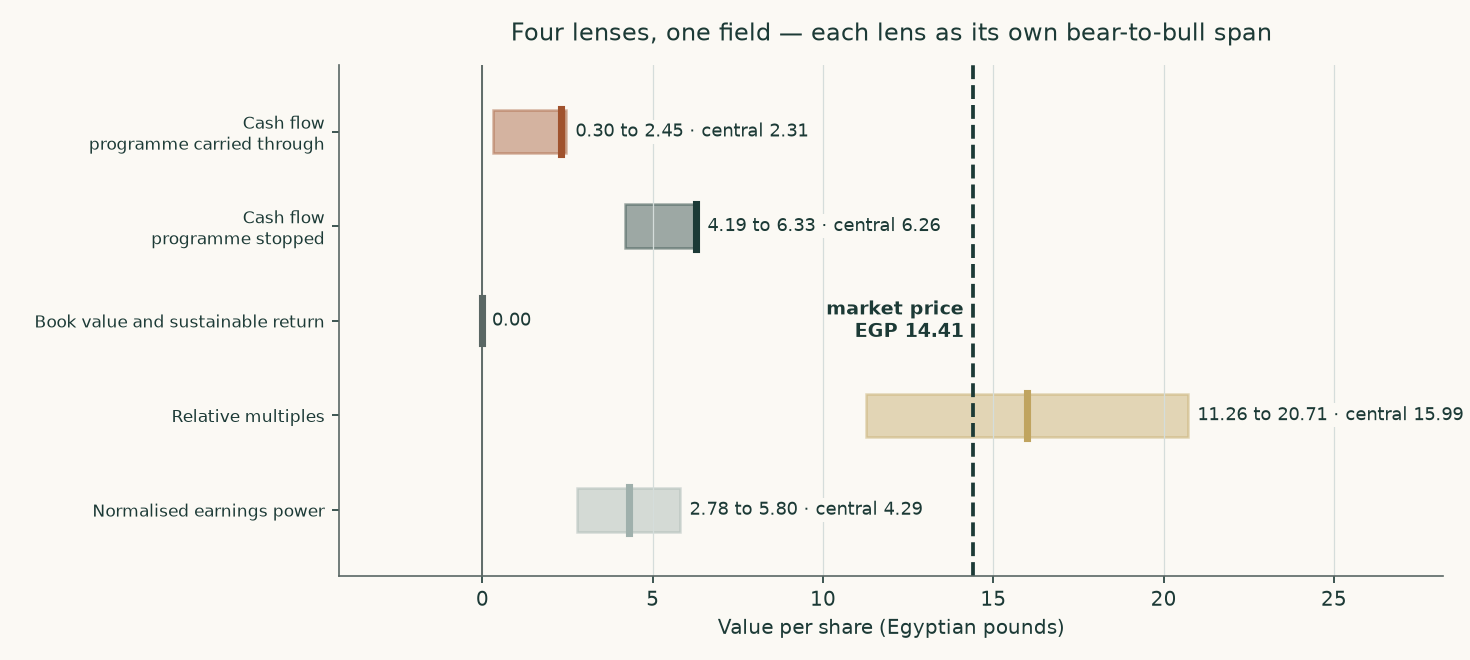 Four lenses, one field — each lens as its own bear-to-bull span
Cash flow
programme carried through
0.30 to 2.45 · central 2.31
Cash flow
programme stopped
4.19 to 6.33 · central 6.26
Book value and sustainable return
0.00
market price
EGP 14.41
Relative multiples
11.26 to 20.71 · central 15.99
Normalised earnings power
2.78 to 5.80 · central 4.29
0 5 10 15 20 25
Value per share (Egyptian pounds)